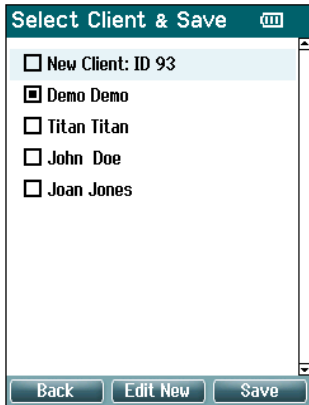 Select Client & Save
New Client: ID 93
Demo Demo
Titan Titan
John Doe
Joan Jones
Back Edit New Save